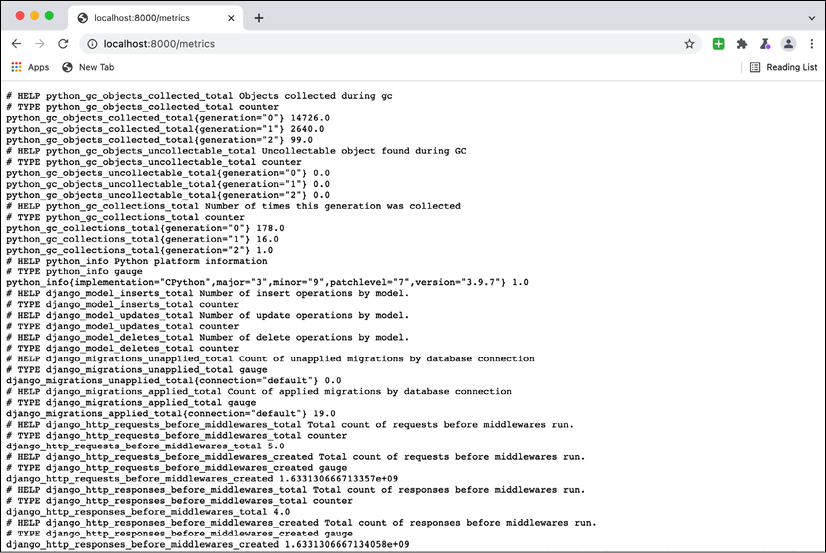 localhost:8000/metrics
localhost:8000/metrics
Apps New Tab Reading List
# HELP python_gc_objects_collected_total Objects collected during gc
# TYPE python_gc_objects_collected_total counter
python_gc_objects_collected_total{generation="0"} 14726.0
python_gc_objects_collected_total{generation="1"} 2640.0
python_gc_objects_collected_total{generation="2"} 99.0
# HELP python_gc_objects_uncollectable_total Uncollectable object found during GC
# TYPE python_gc_objects_uncollectable_total counter
python_gc_objects_uncollectable_total{generation="0"} 0.0
python_gc_objects_uncollectable_total{generation="1"} 0.0
python_gc_objects_uncollectable_total{generation="2"} 0.0
# HELP python_gc_collections_total Number of times this generation was collected
# TYPE python_gc_collections_total counter
python_gc_collections_total{generation="0"} 178.0
python_gc_collections_total{generation="1"} 16.0
python_gc_collections_total{generation="2"} 1.0
# HELP python_info Python platform information
# TYPE python_info gauge
python_info{implementation="CPython",major="3",minor="9",patchlevel="7",version="3.9.7"} 1.0
# HELP django_model_inserts_total Number of insert operations by model.
# TYPE django_model_inserts_total counter
# HELP django_model_updates_total Number of update operations by model.
# TYPE django_model_updates_total counter
# HELP django_model_deletes_total Number of delete operations by model.
# TYPE django_model_deletes_total counter
# HELP django_migrations_unapplied_total Count of unapplied migrations by database connection
# TYPE django_migrations_unapplied_total gauge
django_migrations_unapplied_total{connection="default"} 0.0
# HELP django_migrations_applied_total Count of applied migrations by database connection
# TYPE django_migrations_applied_total gauge
django_migrations_applied_total{connection="default"} 19.0
# HELP django_http_requests_before_middlewares_total Total count of requests before middlewares run.
# TYPE django_http_requests_before_middlewares_total counter
django_http_requests_before_middlewares_total 5.0
# HELP django_http_requests_before_middlewares_created Total count of requests before middlewares run.
# TYPE django_http_requests_before_middlewares_created gauge
django_http_requests_before_middlewares_created 1.633130666713357e+09
# HELP django_http_responses_before_middlewares_total Total count of responses before middlewares run.
# TYPE django_http_responses_before_middlewares_total counter
django_http_responses_before_middlewares_total 4.0
# HELP django_http_responses_before_middlewares_created Total count of responses before middlewares run.
# TYPE django_http_responses_before_middlewares_created gauge
django_http_responses_before_middlewares_created 1.6331306667134058e+09